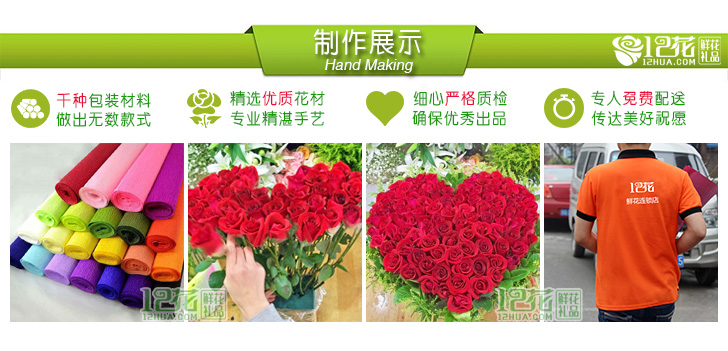 制作展示
Hand Making
12花 鲜花礼品
12HUA.COM
千种包装材料
做出无数款式
精选优质花材
专业精湛手艺
细心严格质检
确保优秀出品
专人免费配送
传达美好祝愿
12花 鲜花礼品
12HUA.COM
12花 鲜花礼品
12HUA.COM
12花
鲜花连锁店
5